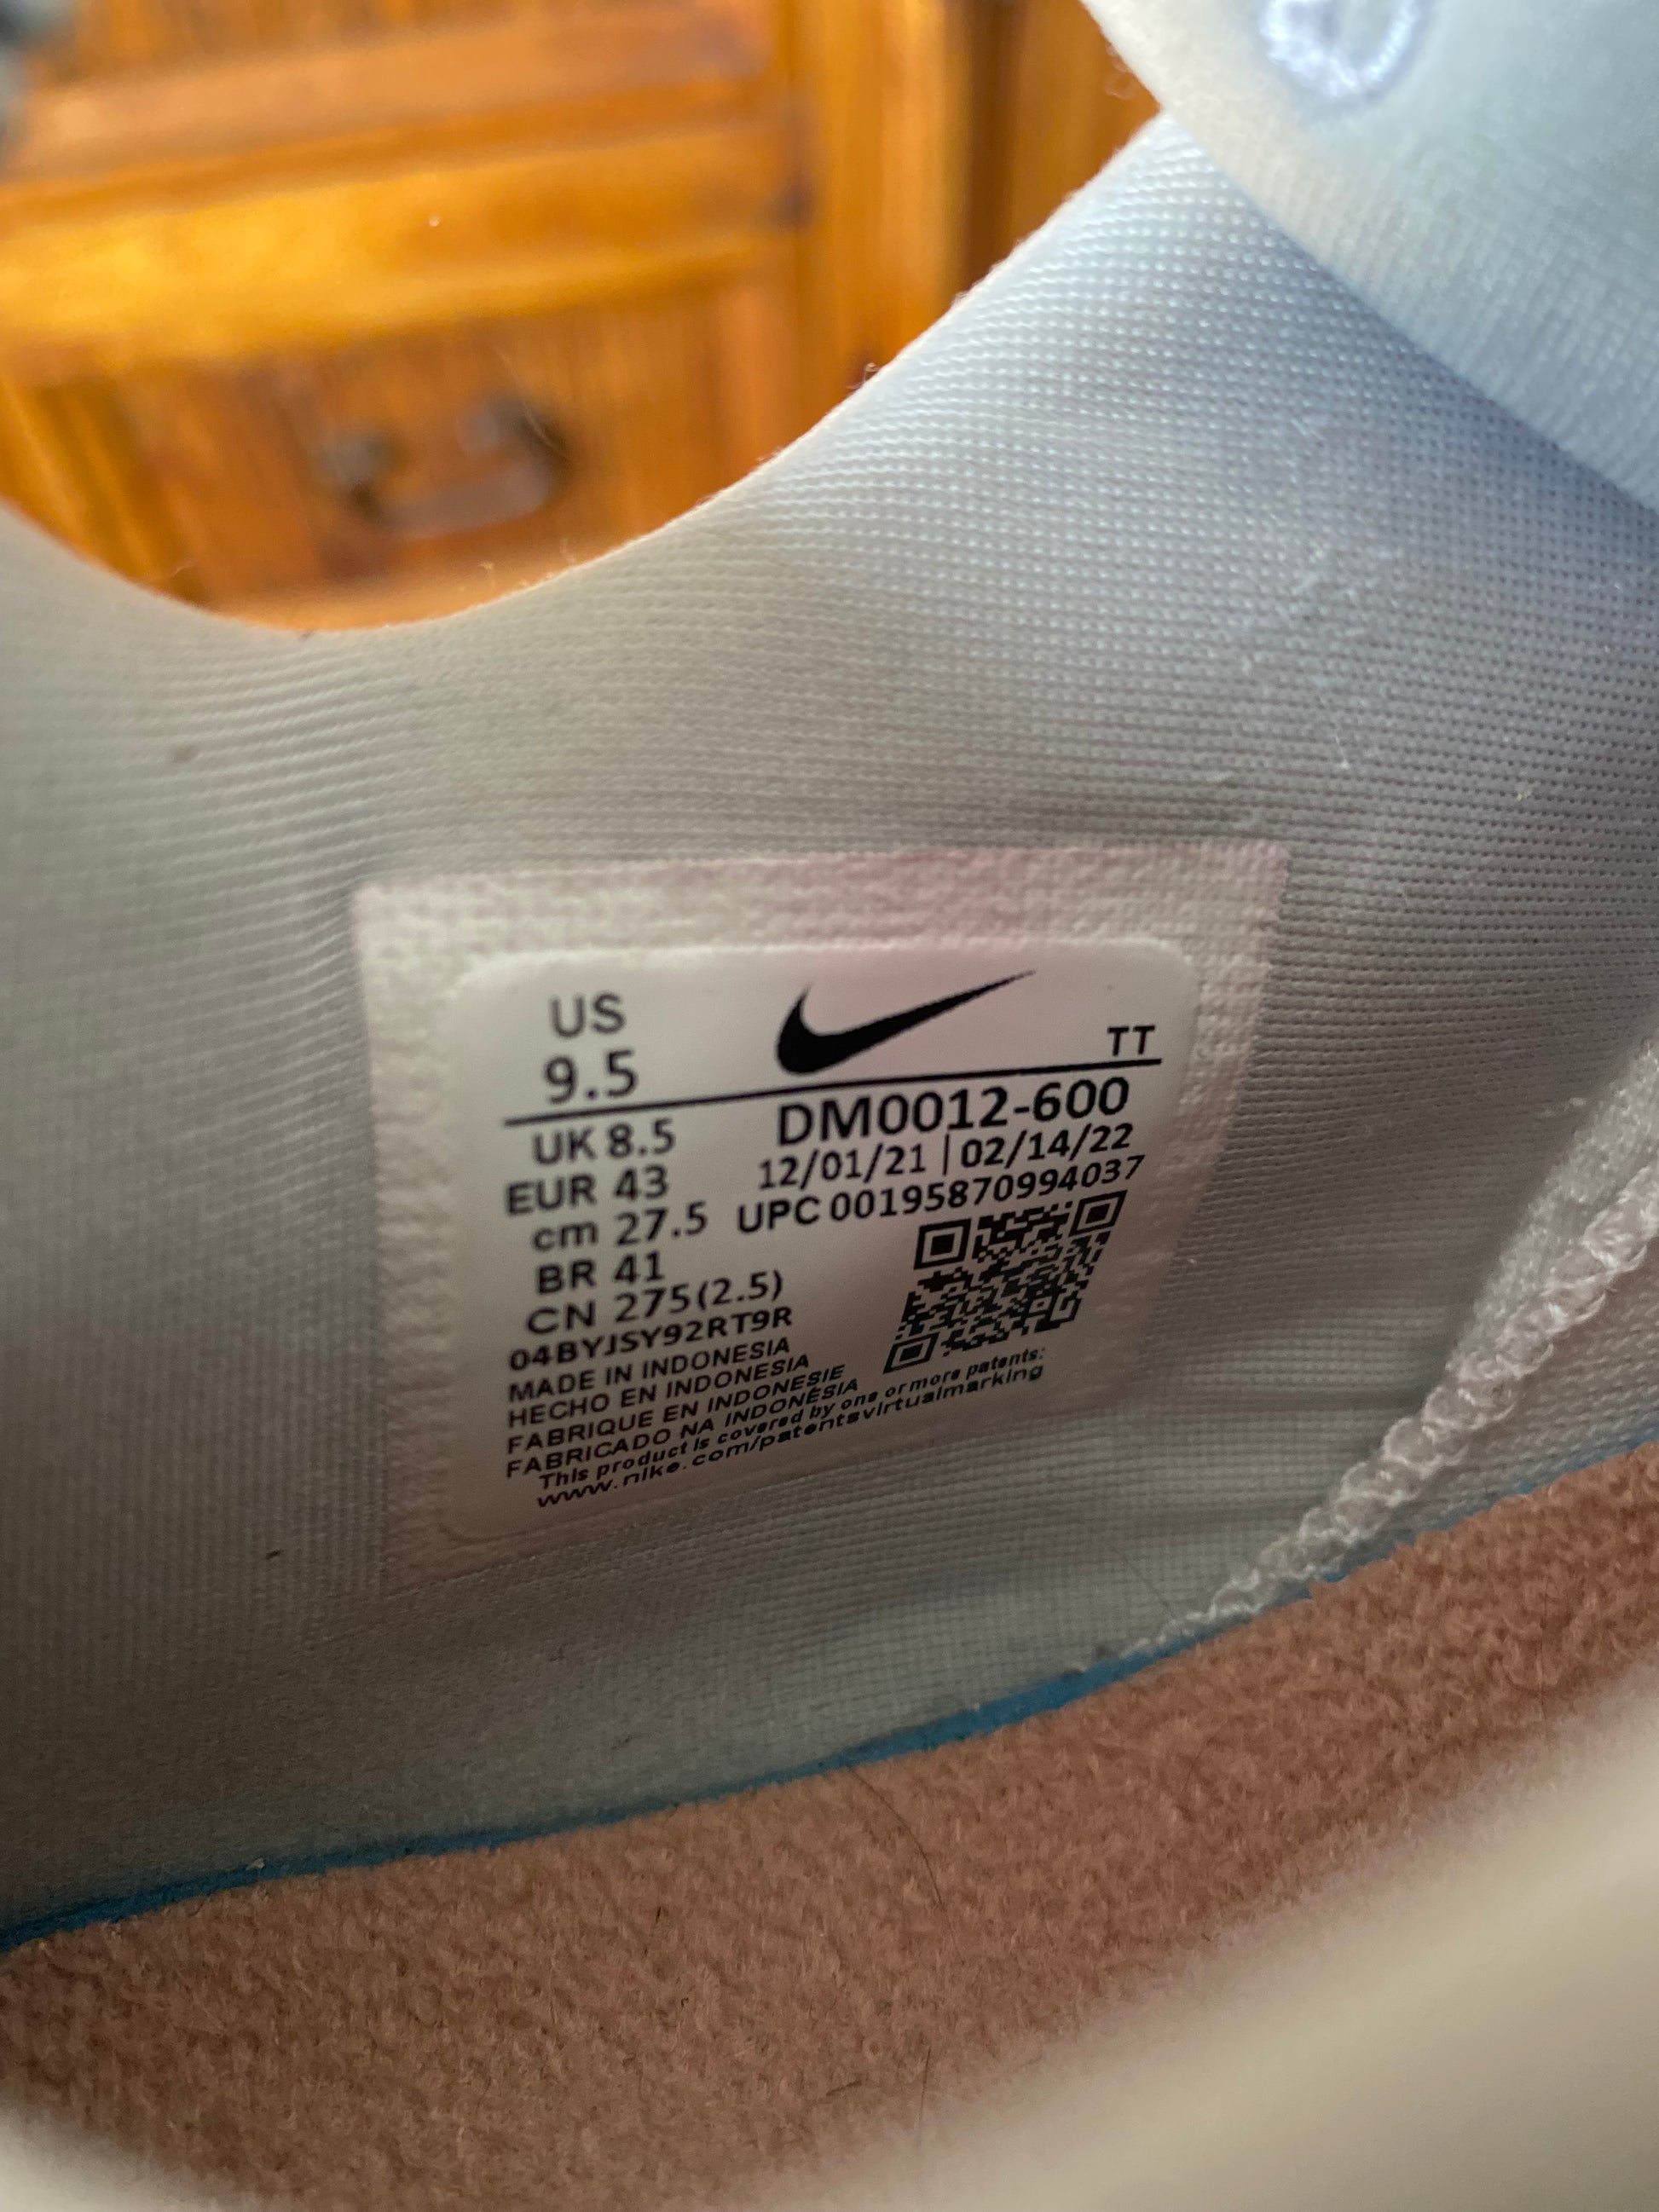 US
9.5
TT
UK 8.5
EUR 43
cm 27.5
BR 41
CN 275(2.5)
DM0012-600
12/01/21 | 02/14/22
UPC 00195870994037
04BYJSY92RT9R
MADE IN INDONESIA
HECHO EN INDONESIA
FABRIQUE EN INDONESIE
FABRICADO NA INDONÉSIA
This product is covered by one or more patents:
www.nike.com/patentsvirtualmarking